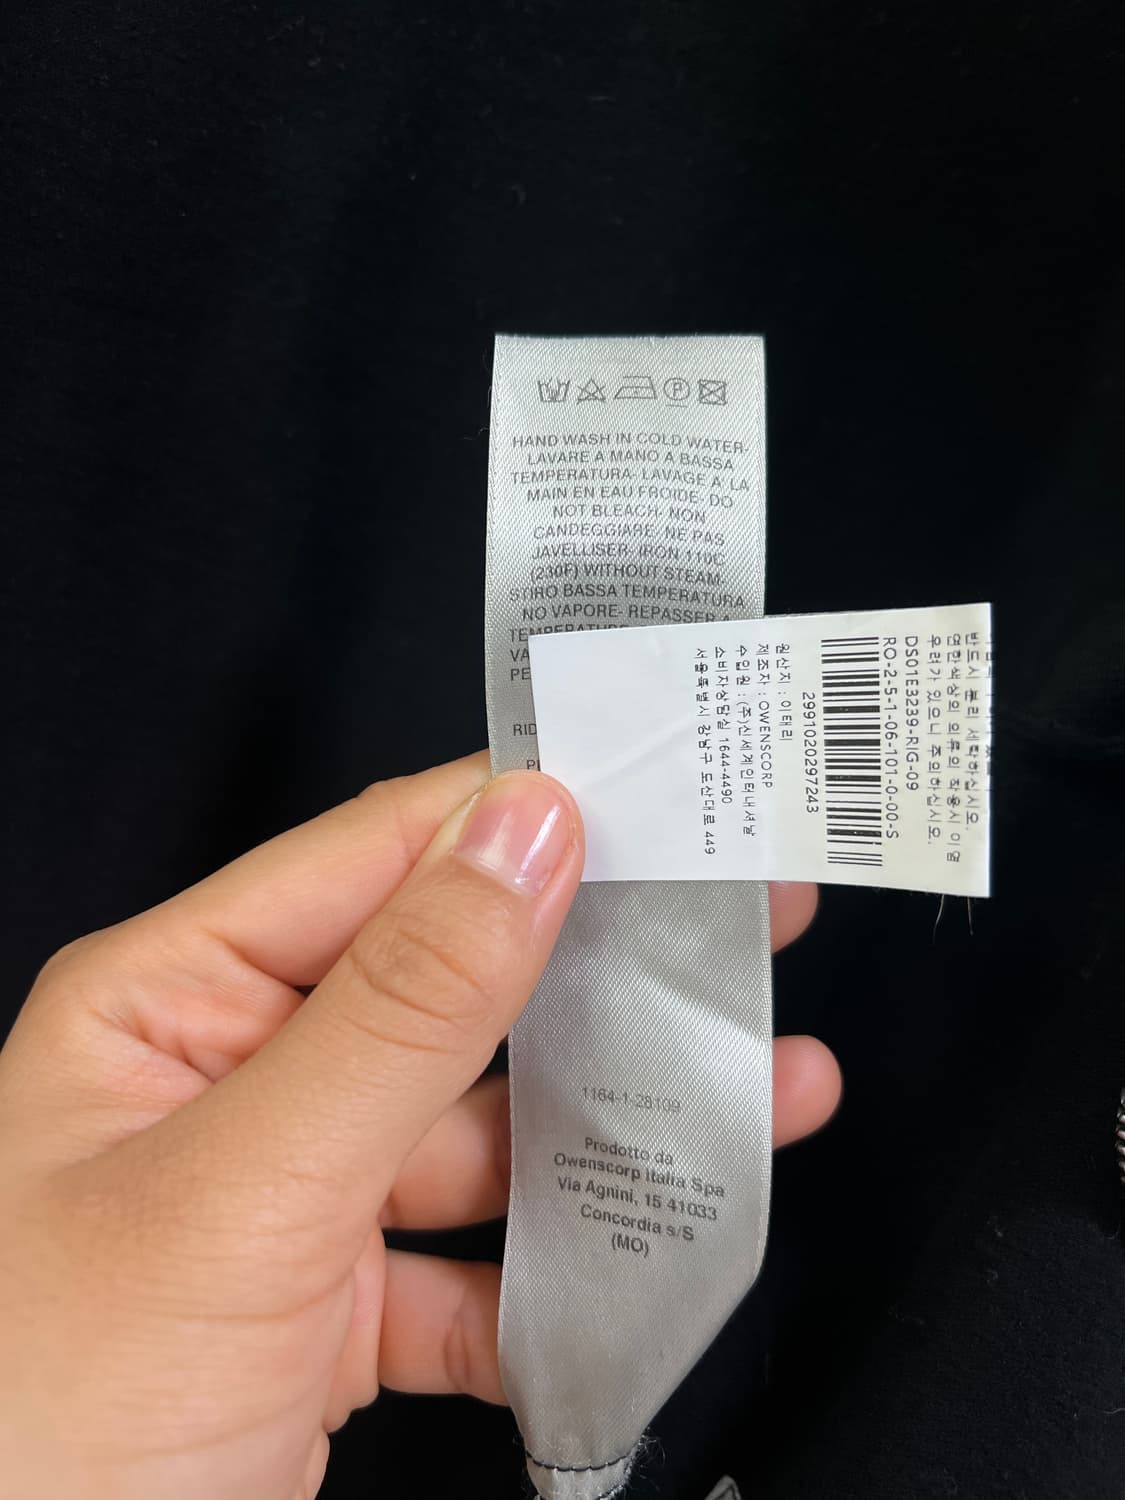 HAND WASH IN COLD WATER-
LAVARE A MANO A BASSA
TEMPERATURA- LAVAGE A' LA
MAIN EN EAU FROIDE- DO
NOT BLEACH- NON
CANDEGGIARE- NE PAS
JAVELLISER- IRON 110C
(230F) WITHOUT STEAM-
STIRO BASSA TEMPERATURA
NO VAPORE- REPASSER A
반드시 분리 세탁하십시오.
연한색상의 의류의 착용시 이염
우려가 있으니 주의하십시오.
DS01E3239-RIG-09
RO-2-5-1-06-101-0-00-S
2991020297243
원산지 : 이태리
제조자 : OWENSCORP
수입원 : (주)신세계인터내셔날
소비자상담실 1644-4490
서울특별시 강남구 도산대로 449
1164-1-28109
Prodotto da
Owenscorp Italia Spa
Via Agnini, 15 41033
Concordia s/S
(MO)